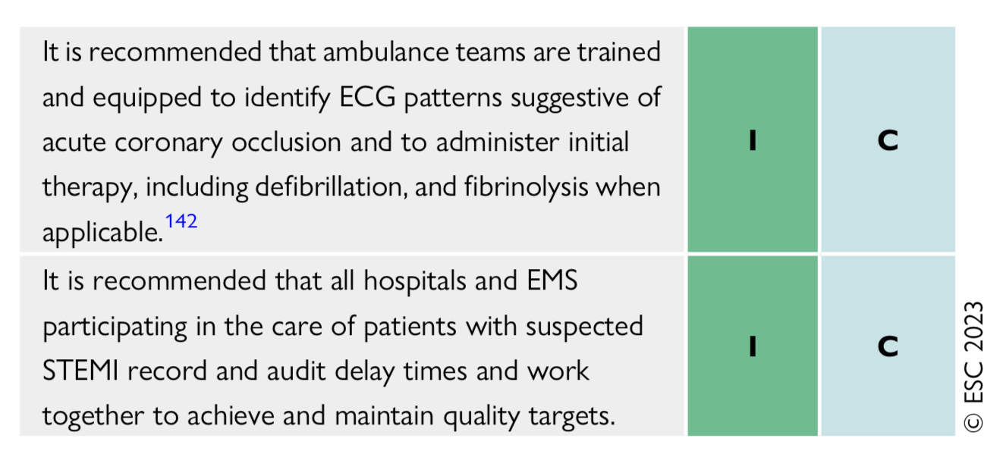 It is recommended that ambulance teams are trained
and equipped to identify ECG patterns suggestive of
acute coronary occlusion and to administer initial
therapy, including defibrillation, and fibrinolysis when
applicable.142
I
C
It is recommended that all hospitals and EMS
participating in the care of patients with suspected
STEMI record and audit delay times and work
together to achieve and maintain quality targets.
I
C
© ESC 2023